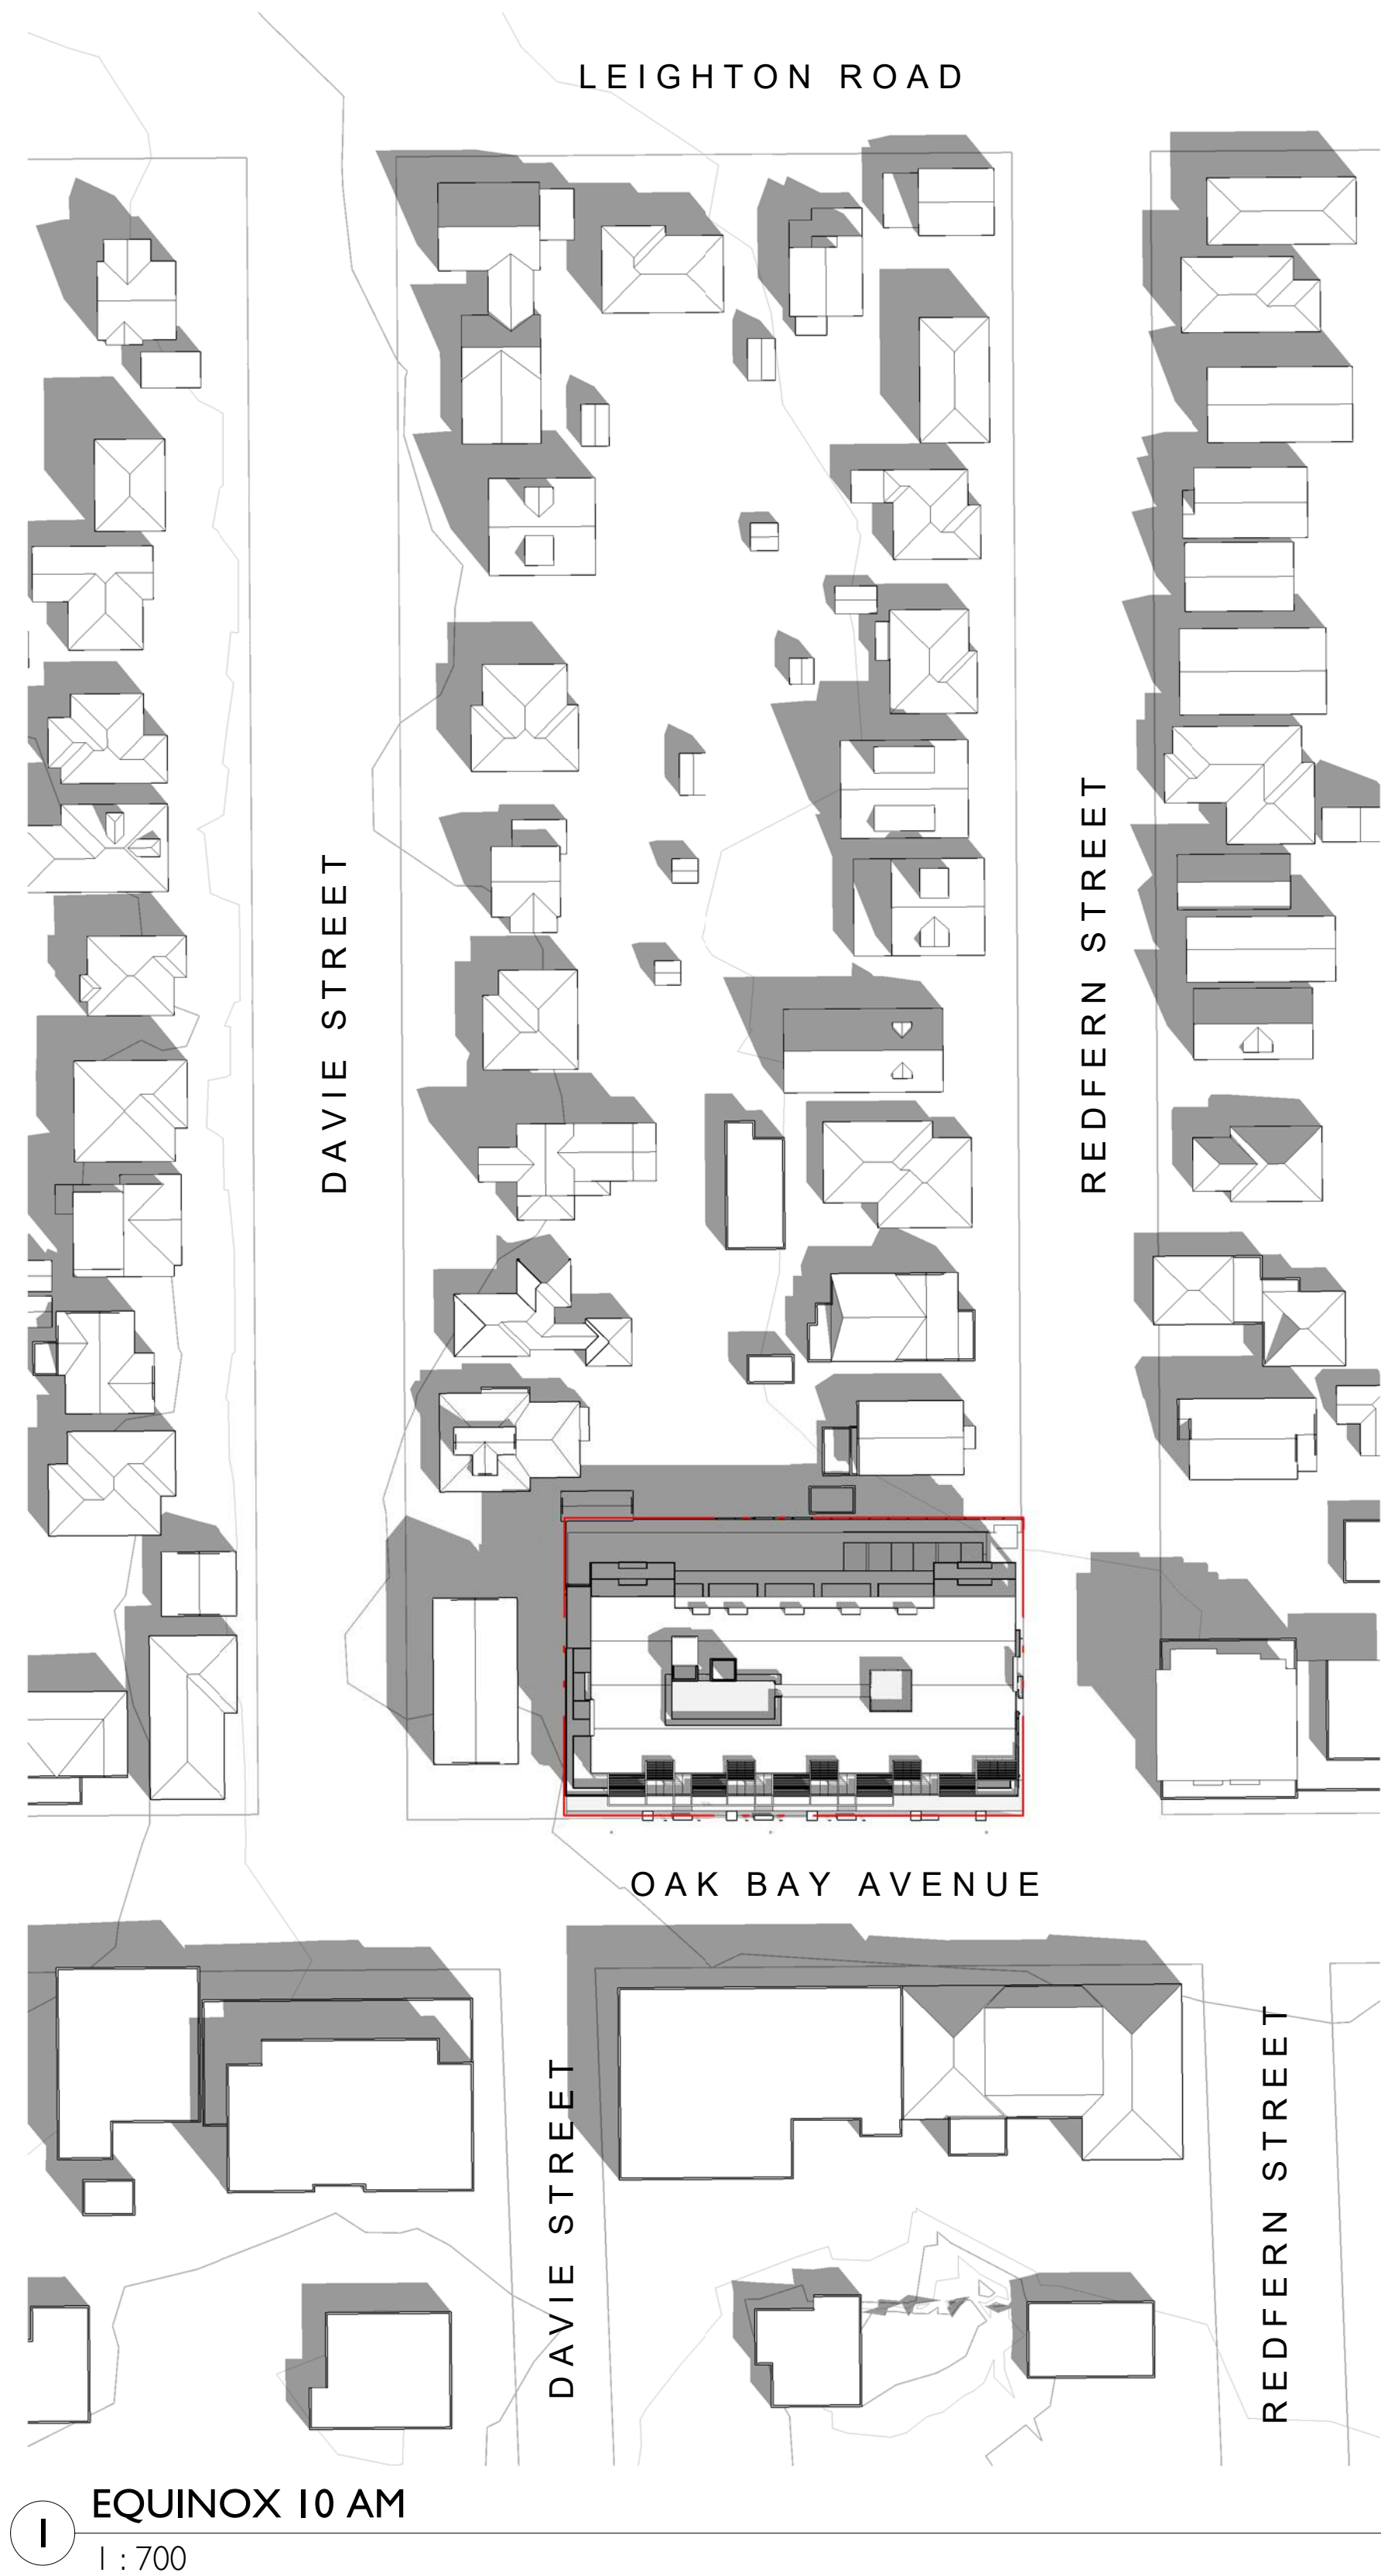 LEIGHTON ROAD
DAVIE STREET
REDFERN STREET
OAK BAY AVENUE
DAVIE STREET
REDFERN STREET
1 EQUINOX 10 AM
1 : 700